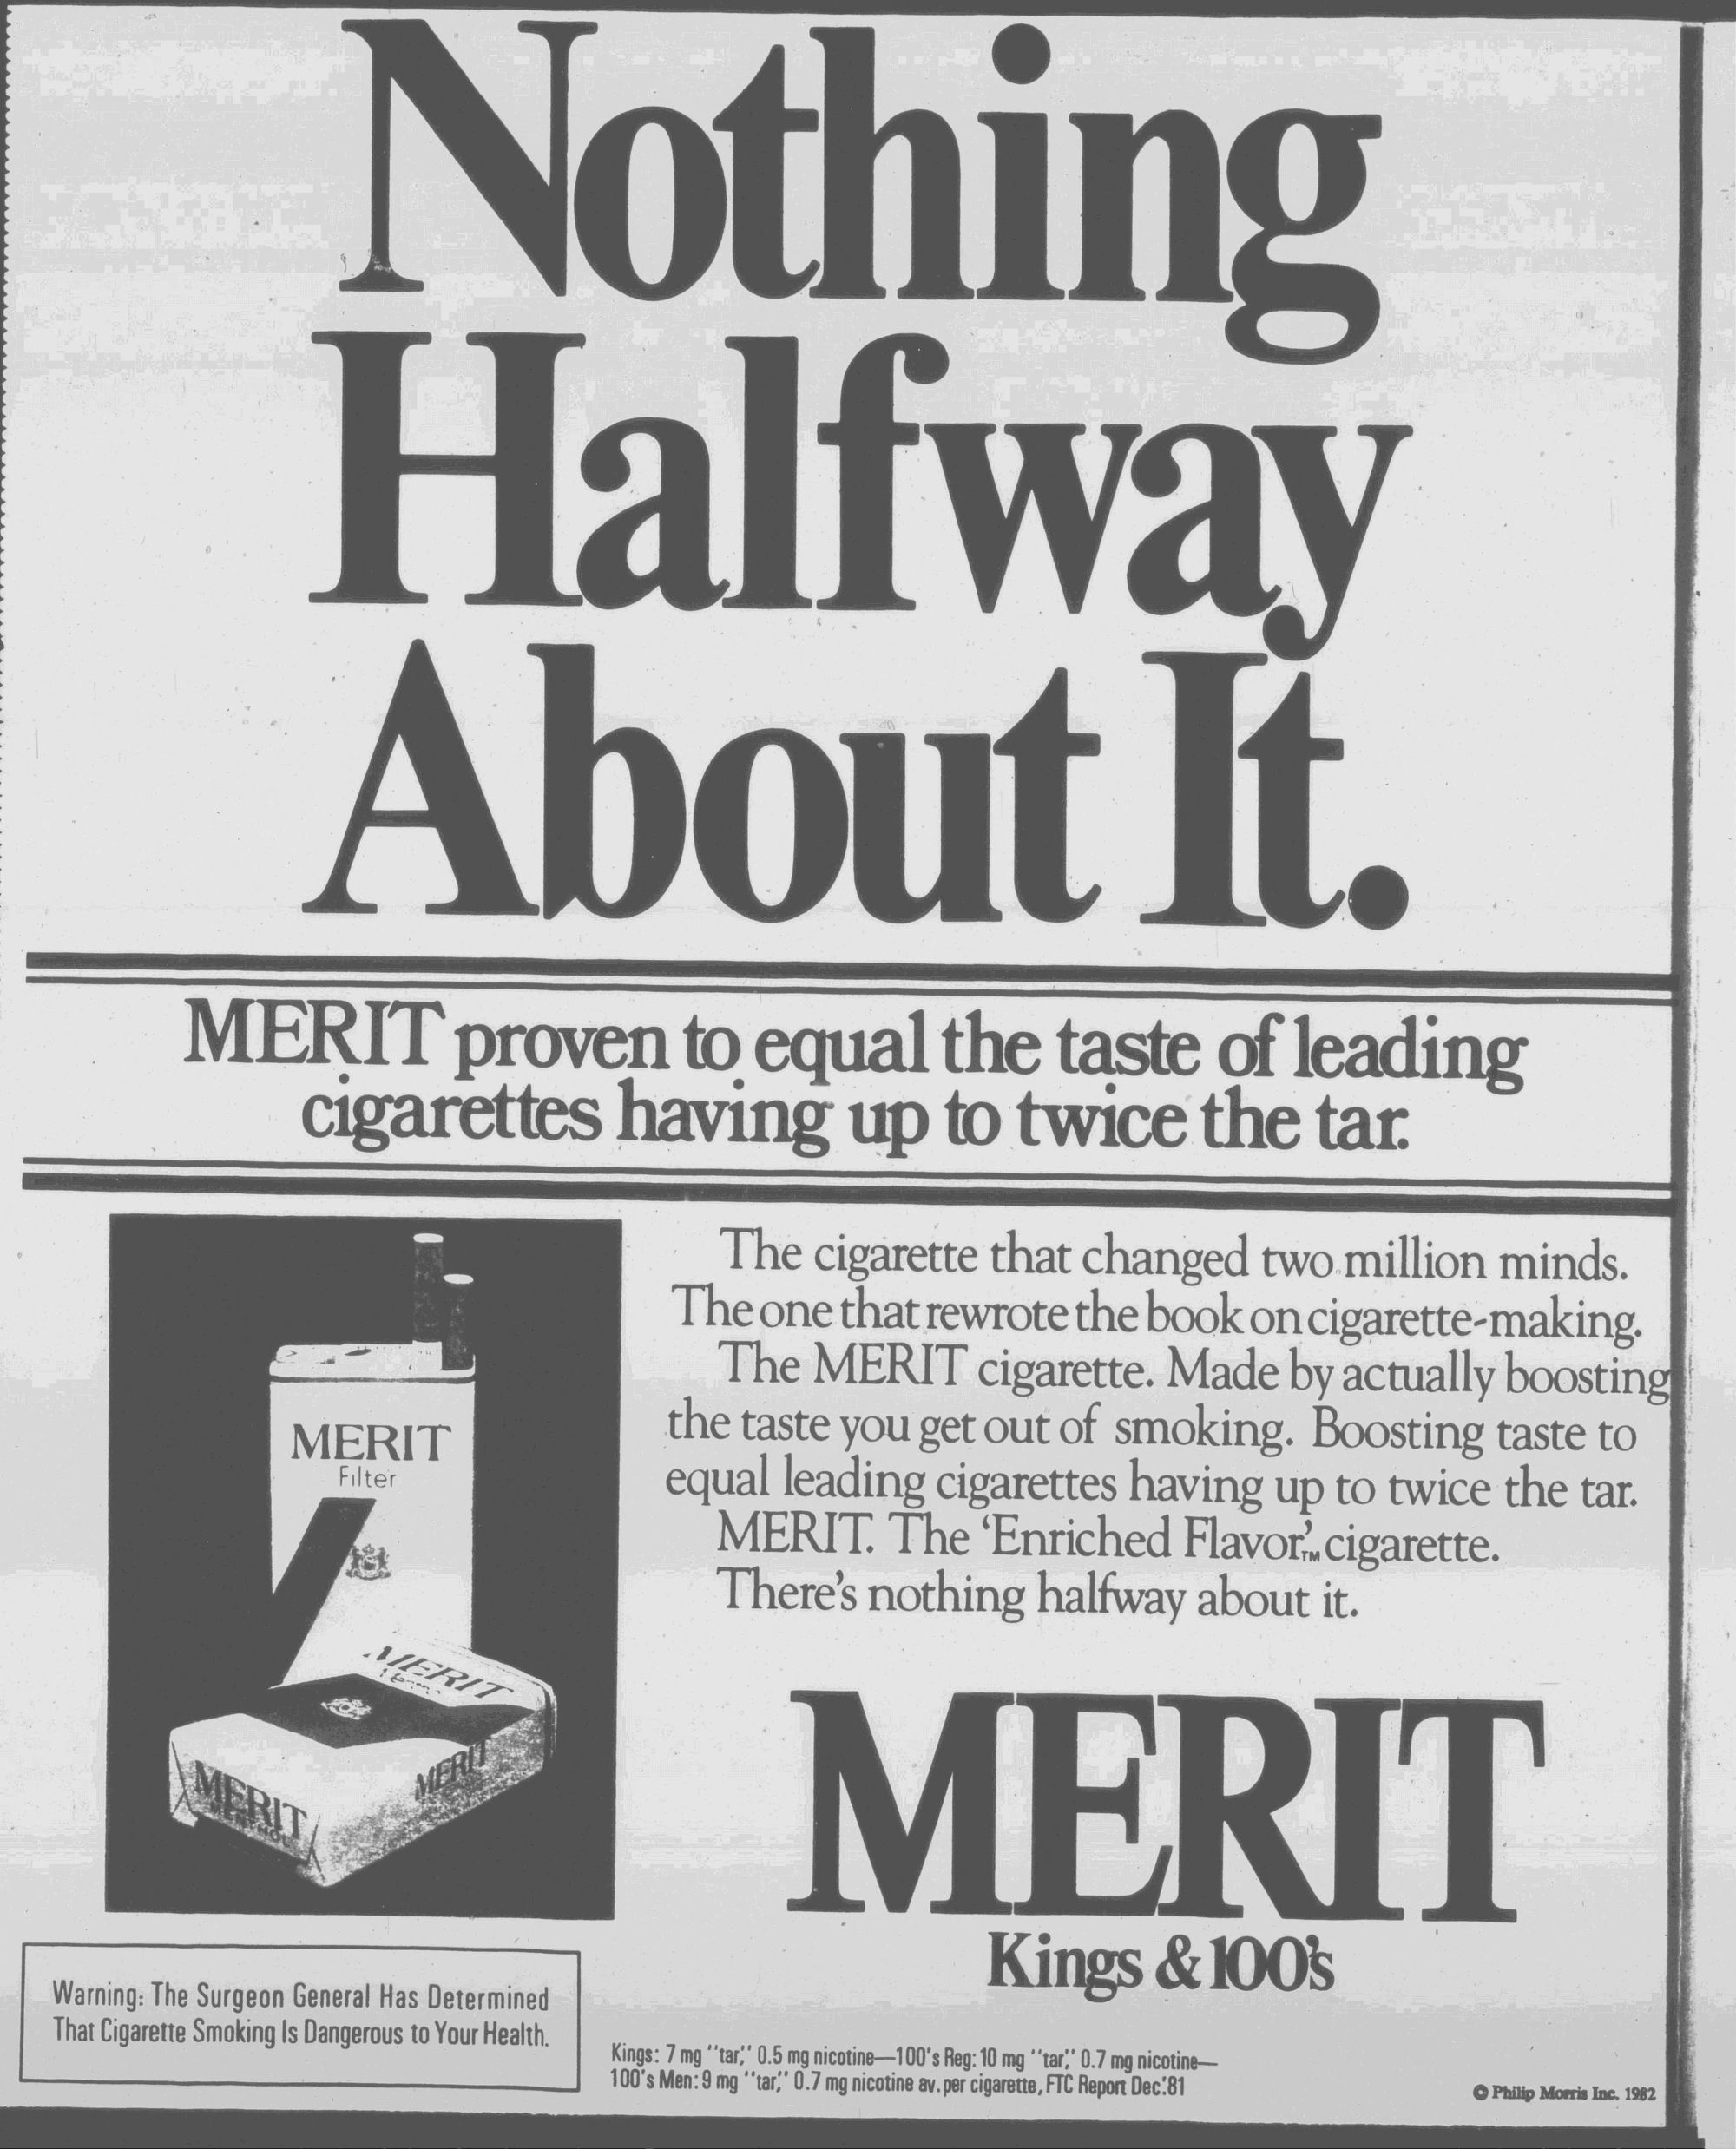 Nothing
Halfway
About It.
MERIT proven to equal the taste of leading
cigarettes having up to twice the tar.
The cigarette that changed two million minds.
The one that rewrote the book on cigarette-making.
The MERIT cigarette. Made by actually boosting
the taste you get out of smoking. Boosting taste to
equal leading cigarettes having up to twice the tar.
MERIT. The ‘Enriched Flavor’™ cigarette.
There's nothing halfway about it.
MERIT
Filter
MERIT
MERIT
MERIT
MERIT
Kings & 100's
Warning: The Surgeon General Has Determined
That Cigarette Smoking Is Dangerous to Your Health.
Kings: 7 mg ''tar,'' 0.5 mg nicotine—100's Reg: 10 mg ''tar,'' 0.7 mg nicotine—
100's Men: 9 mg ''tar,'' 0.7 mg nicotine av. per cigarette, FTC Report Dec.'81
© Philip Morris Inc. 1982